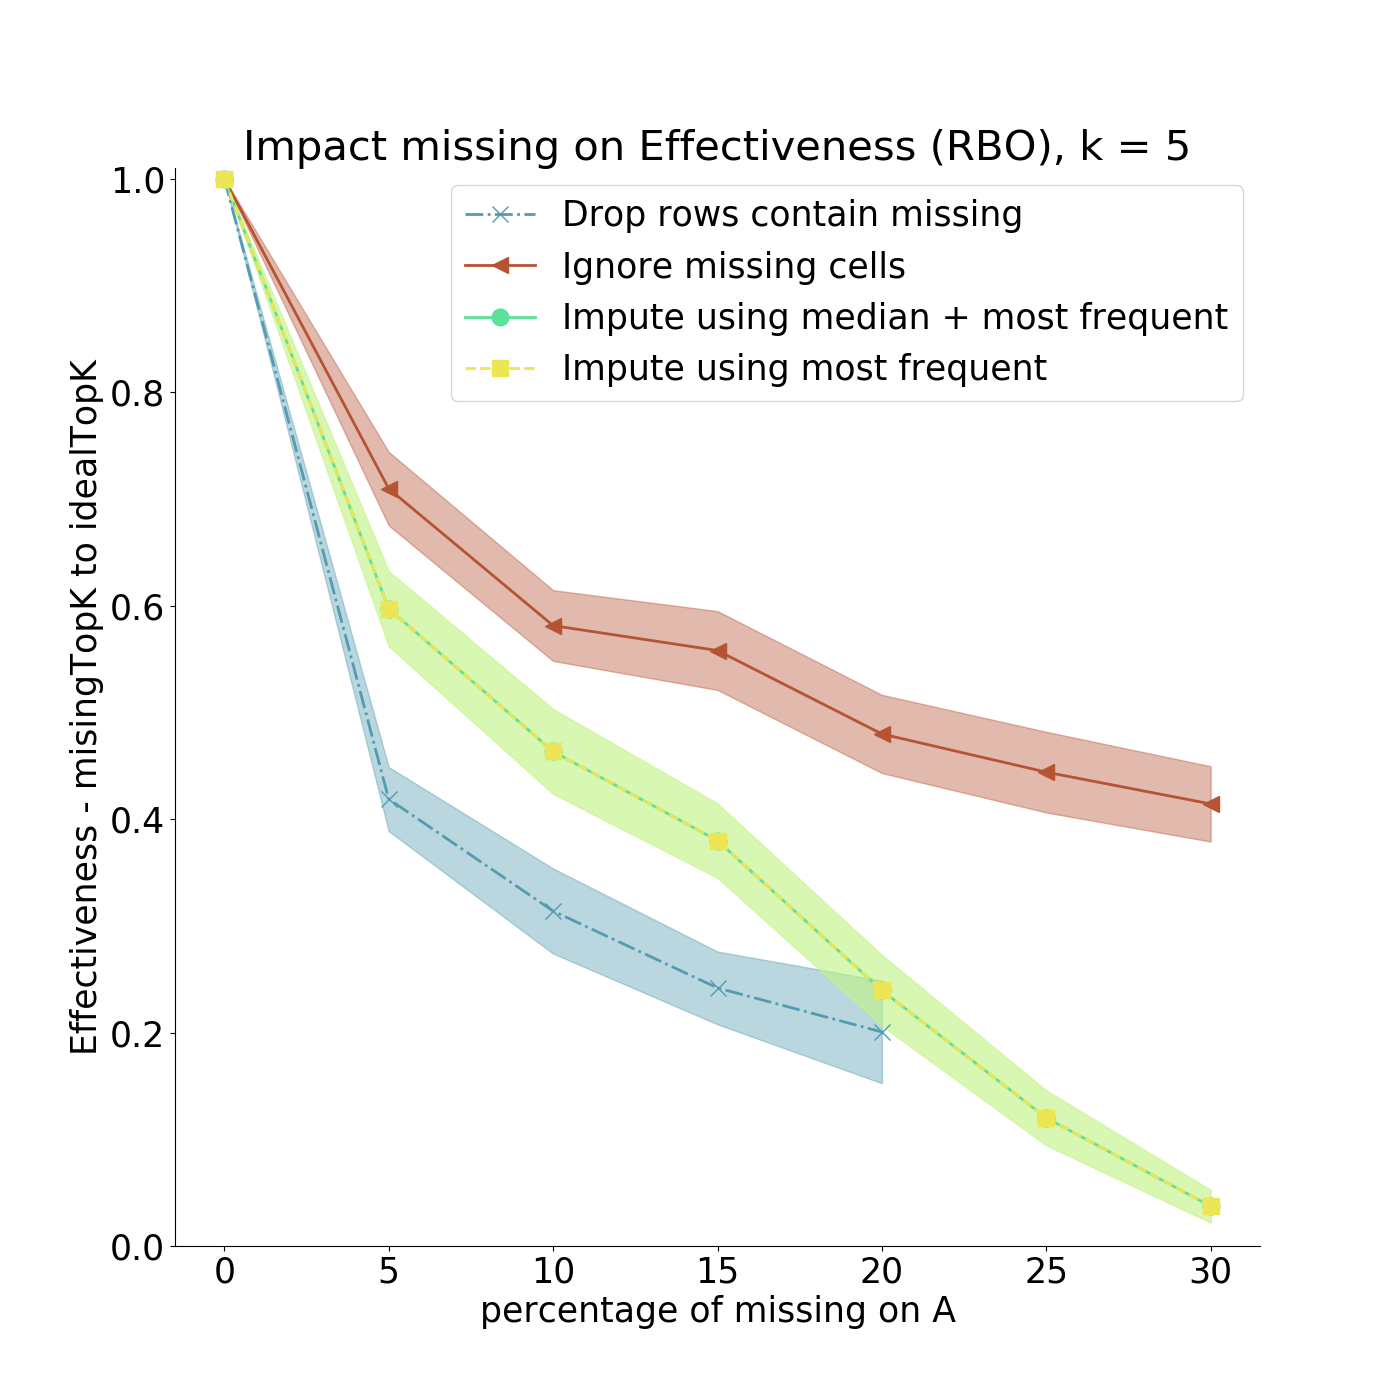 Impact missing on Effectiveness (RBO), k = 5
Drop rows contain missing
Ignore missing cells
Impute using median + most frequent
Impute using most frequent
Effectiveness - misingTopK to idealTopK
1.0
0.8
0.6
0.4
0.2
0.0
0 5 10 15 20 25 30
percentage of missing on A